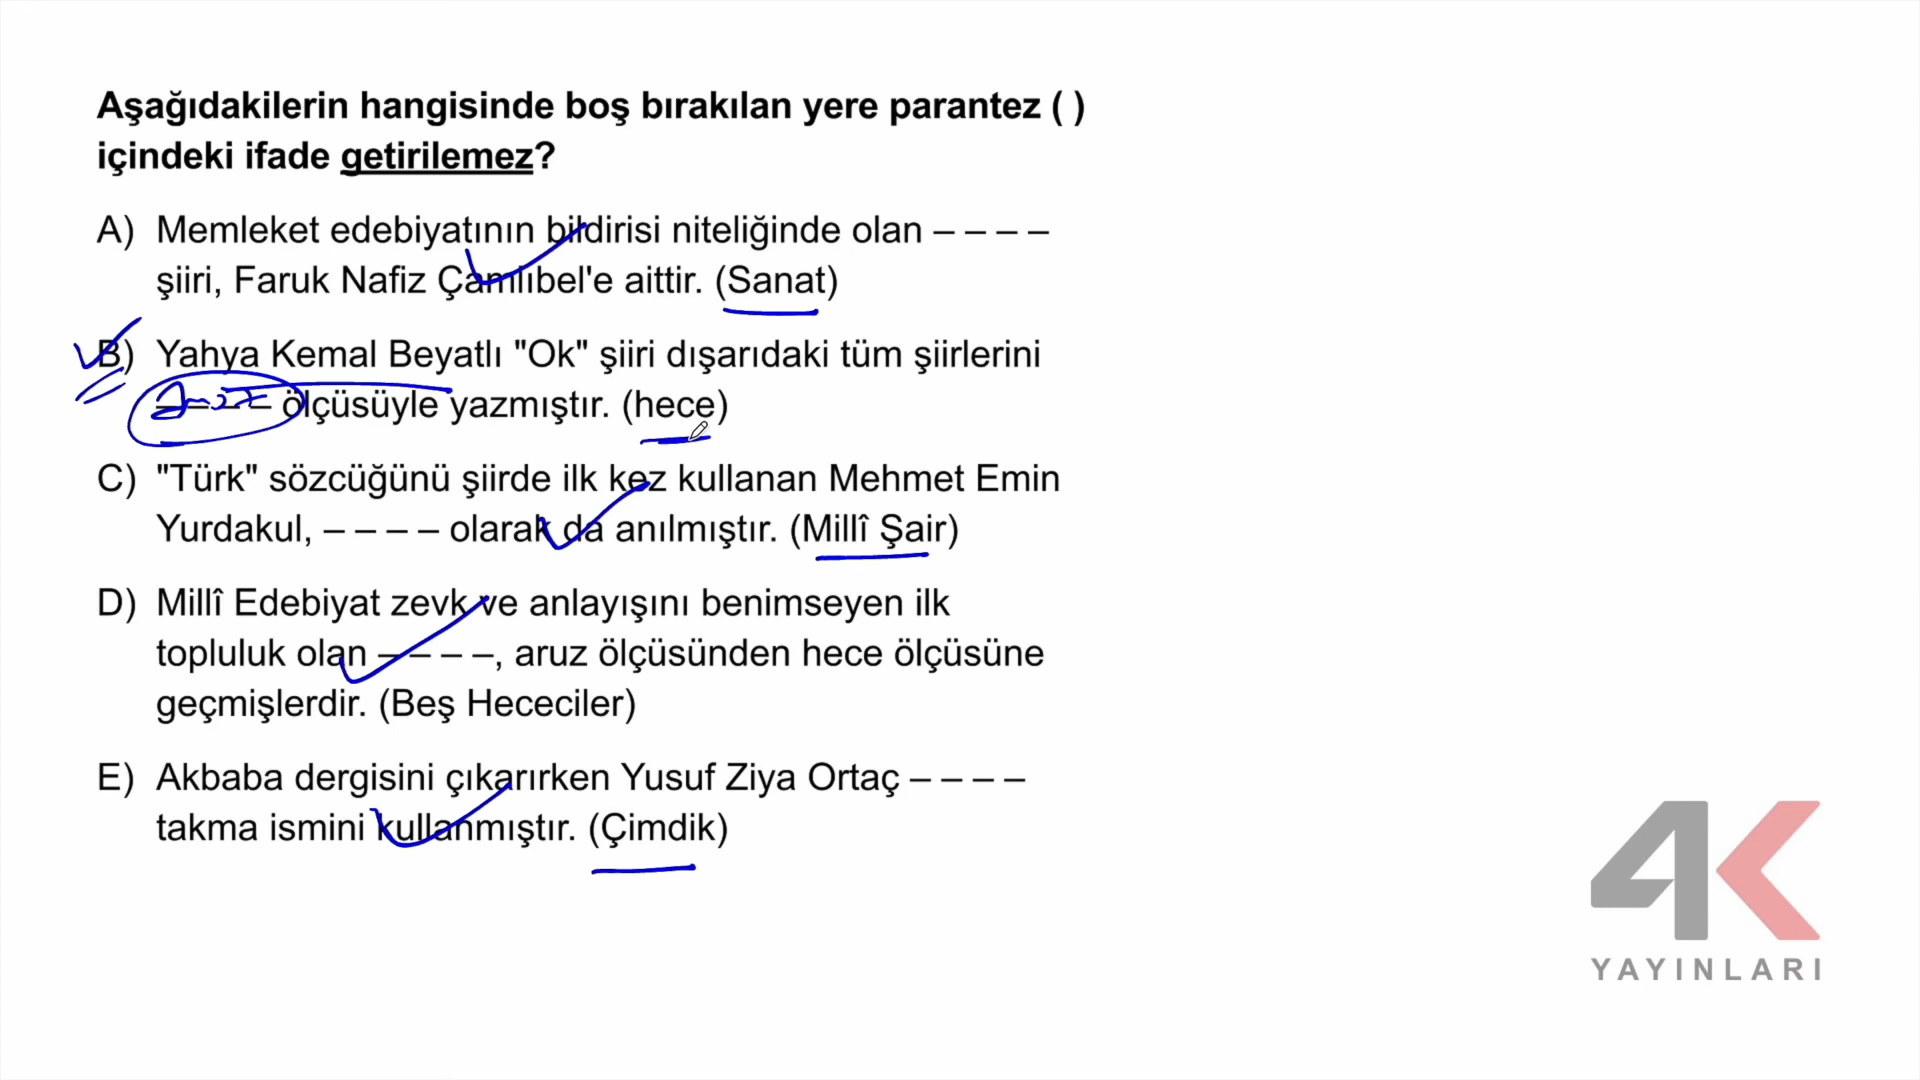 Aşağıdakilerin hangisinde boş bırakılan yere parantez ( )
içindeki ifade getirilemez?
A) Memleket edebiyatının bildirisi niteliğinde olan – – – –
şiiri, Faruk Nafiz Çamlıbel'e aittir. (Sanat)
B) Yahya Kemal Beyatlı "Ok" şiiri dışarıdaki tüm şiirlerini
– – – – ölçüsüyle yazmıştır. (hece)
C) "Türk" sözcüğünü şiirde ilk kez kullanan Mehmet Emin
Yurdakul, – – – – olarak da anılmıştır. (Millî Şair)
D) Millî Edebiyat zevk ve anlayışını benimseyen ilk
topluluk olan – – – –, aruz ölçüsünden hece ölçüsüne
geçmişlerdir. (Beş Hececiler)
E) Akbaba dergisini çıkarırken Yusuf Ziya Ortaç – – – –
takma ismini kullanmıştır. (Çimdik)
4K
YAYINLARI